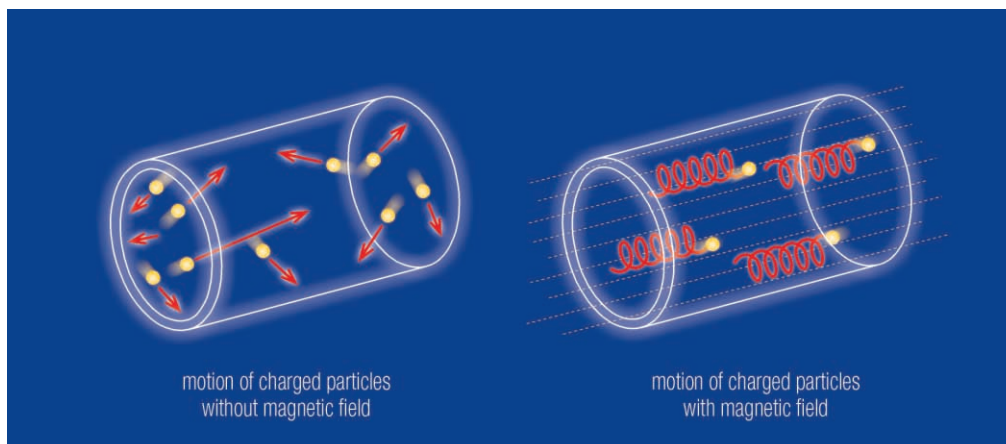 motion of charged particles
without magnetic field
motion of charged particles
with magnetic field